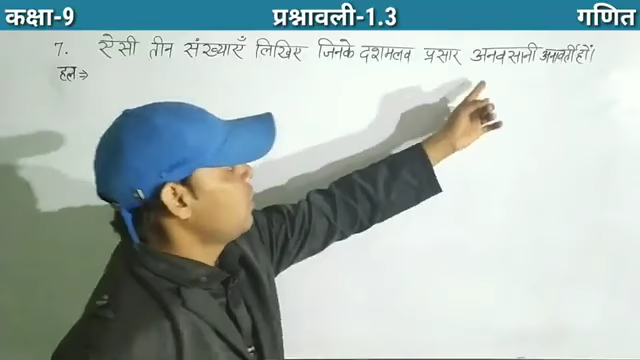 कक्षा-9 प्रश्नावली-1.3 गणित
7. ऐसी तीन संख्याएँ लिखिए जिनके दशमलव प्रसार अनवसानी अनावर्ती हों।
हल⇒